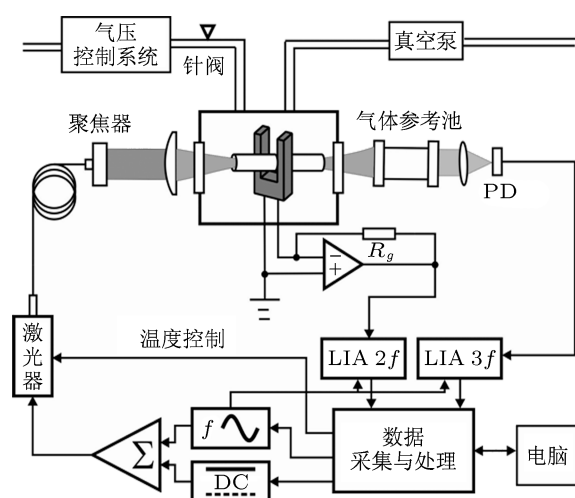 气压
控制系统
针阀
真空泵
聚焦器
气体参考池
PD
R_g
−
+
激
光
器
温度控制
LIA 2f
LIA 3f
f
Σ
DC
数据
采集与处理
电脑